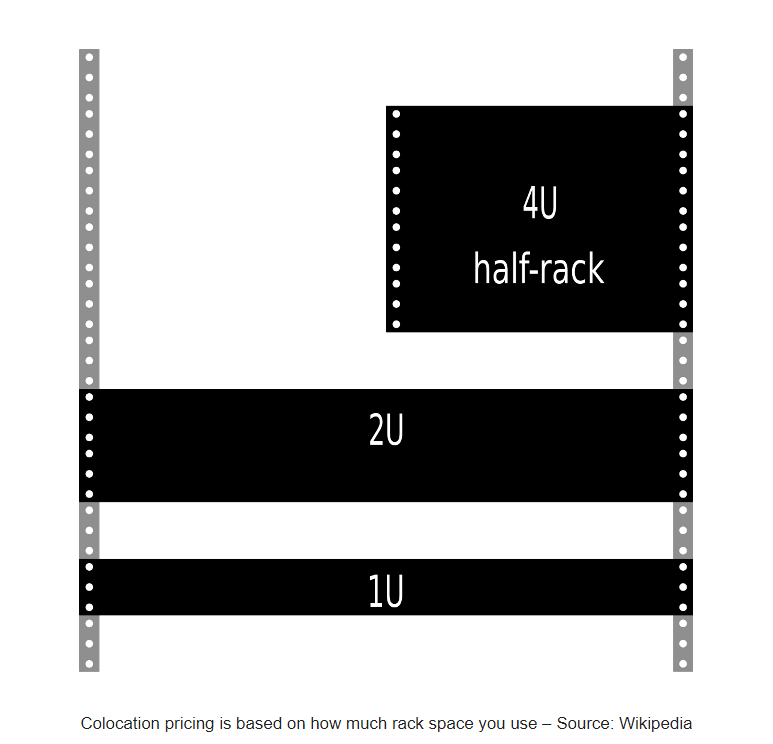 4U
half-rack
2U
1U
Colocation pricing is based on how much rack space you use – Source: Wikipedia